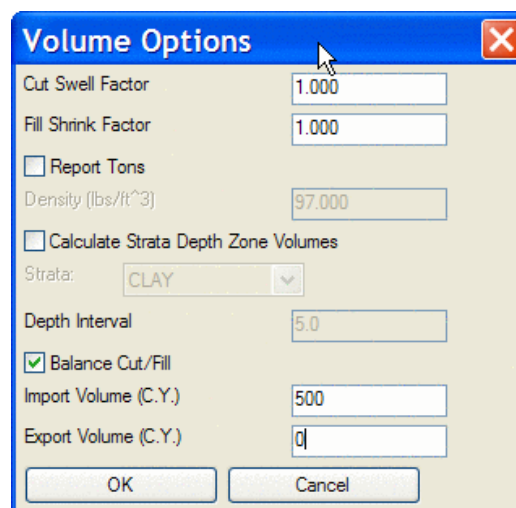 Volume Options
Cut Swell Factor 1.000
Fill Shrink Factor 1.000
Report Tons
Density (lbs/ft^3) 97.000
Calculate Strata Depth Zone Volumes
Strata: CLAY
Depth Interval 5.0
Balance Cut/Fill
Import Volume (C.Y.) 500
Export Volume (C.Y.) 0
OK Cancel